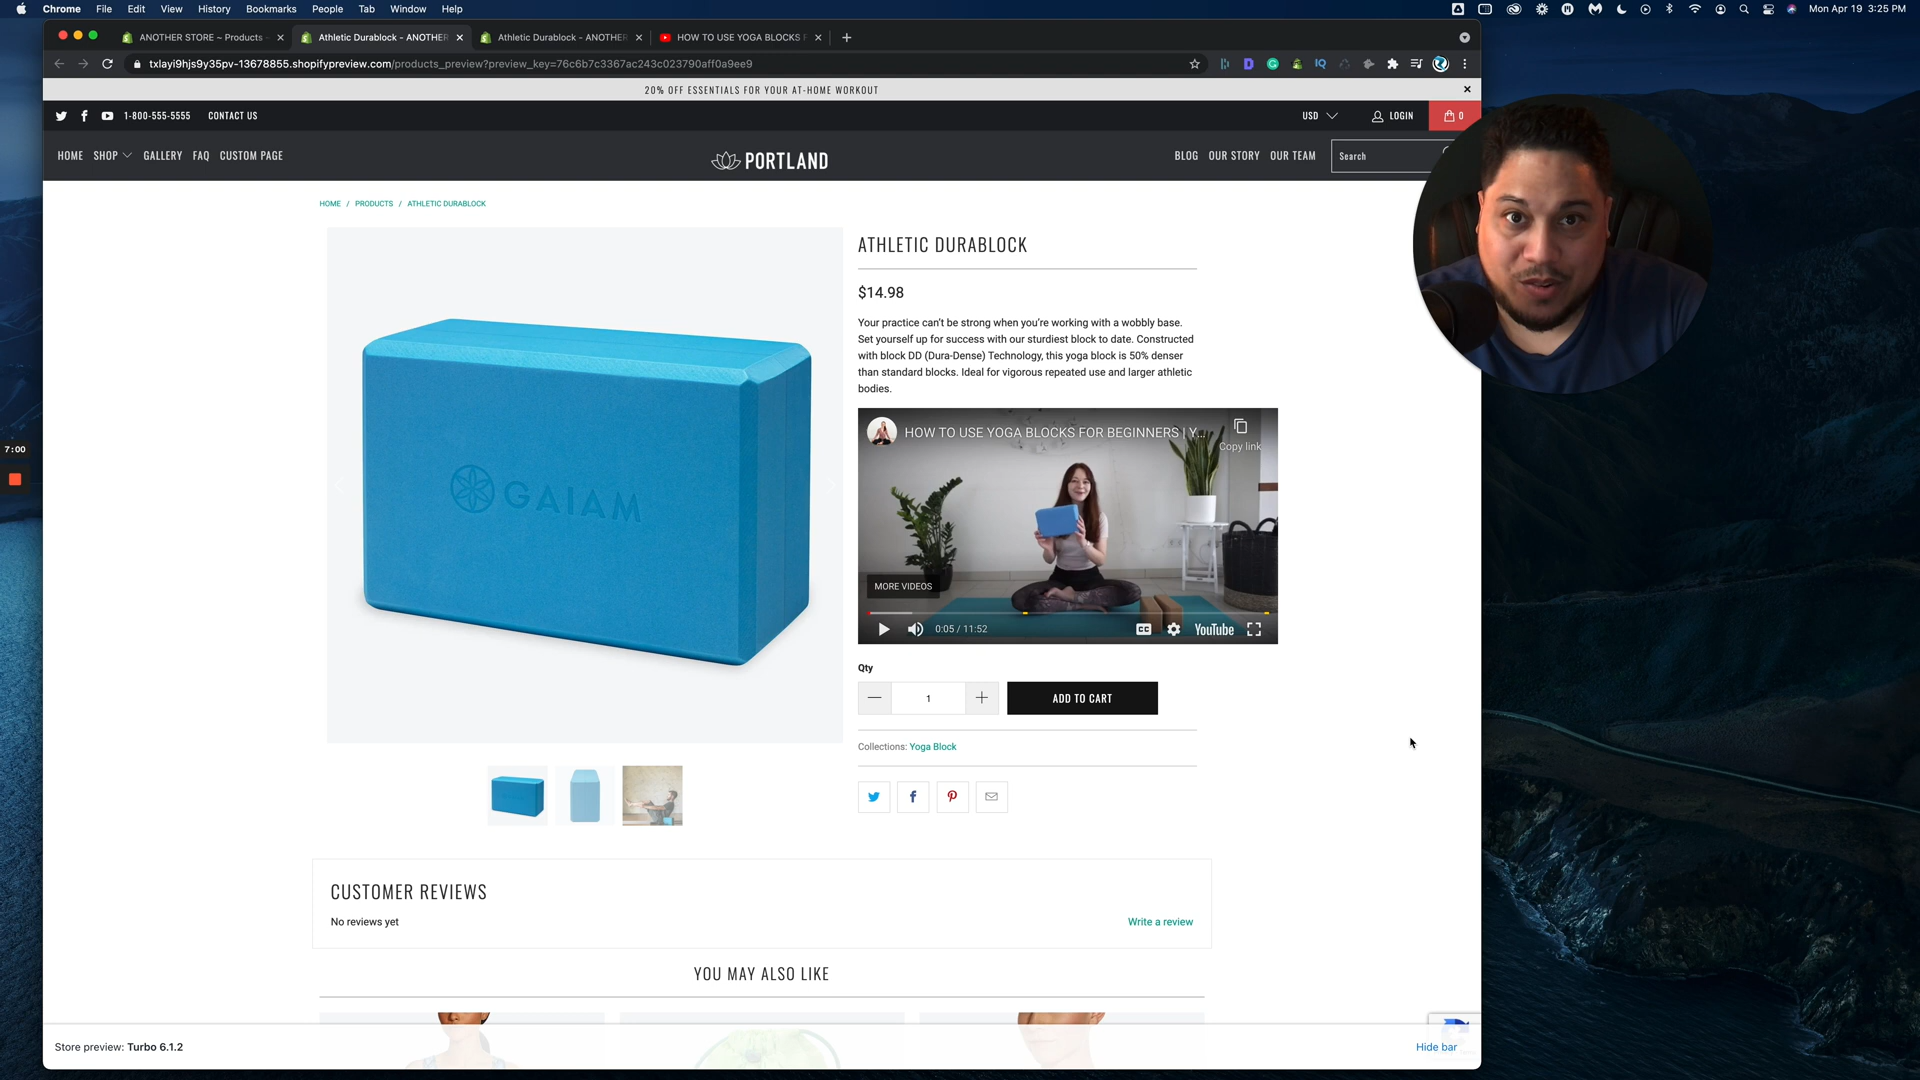 Chrome File Edit View History Bookmarks People Tab Window Help
Mon Apr 19 3:25 PM
ANOTHER STORE ~ Products
Athletic Durablock - ANOTHER
Athletic Durablock - ANOTHER
HOW TO USE YOGA BLOCKS F
txlayi9hjs9y35pv-13678855.shopifypreview.com/products_preview?preview_key=76c6b7c3367ac243c023790aff0a9ee9
20% OFF ESSENTIALS FOR YOUR AT-HOME WORKOUT
1-800-555-5555 CONTACT US
USD LOGIN 0
HOME SHOP GALLERY FAQ CUSTOM PAGE
PORTLAND
BLOG OUR STORY OUR TEAM
Search
HOME / PRODUCTS / ATHLETIC DURABLOCK
GAIAM
ATHLETIC DURABLOCK
$14.98
Your practice can't be strong when you're working with a wobbly base.
Set yourself up for success with our sturdiest block to date. Constructed
with block DD (Dura-Dense) Technology, this yoga block is 50% denser
than standard blocks. Ideal for vigorous repeated use and larger athletic
bodies.
HOW TO USE YOGA BLOCKS FOR BEGINNERS | Y...
Copy link
MORE VIDEOS
0:05 / 11:52
CC
YouTube
Qty
1
ADD TO CART
Collections: Yoga Block
7:00
CUSTOMER REVIEWS
No reviews yet
Write a review
YOU MAY ALSO LIKE
Store preview: Turbo 6.1.2
Hide bar